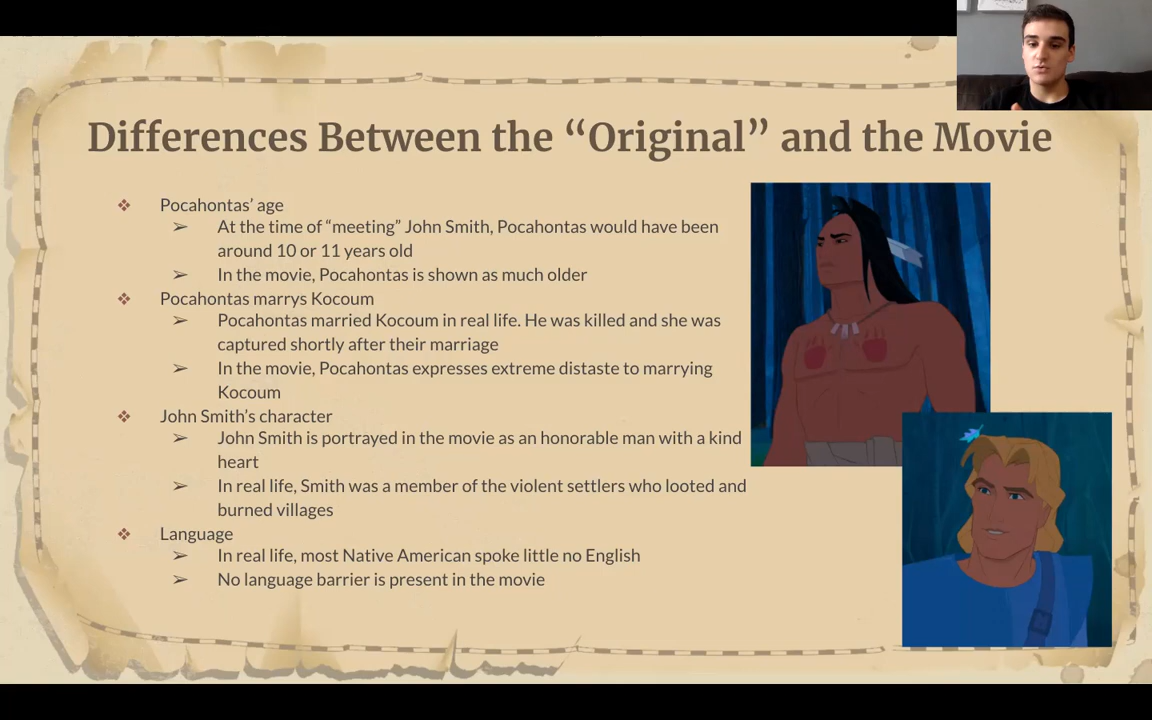 Differences Between the “Original” and the Movie
❖ Pocahontas’ age
➢ At the time of “meeting” John Smith, Pocahontas would have been
around 10 or 11 years old
➢ In the movie, Pocahontas is shown as much older
❖ Pocahontas marrys Kocoum
➢ Pocahontas married Kocoum in real life. He was killed and she was
captured shortly after their marriage
➢ In the movie, Pocahontas expresses extreme distaste to marrying
Kocoum
❖ John Smith’s character
➢ John Smith is portrayed in the movie as an honorable man with a kind
heart
➢ In real life, Smith was a member of the violent settlers who looted and
burned villages
❖ Language
➢ In real life, most Native American spoke little no English
➢ No language barrier is present in the movie